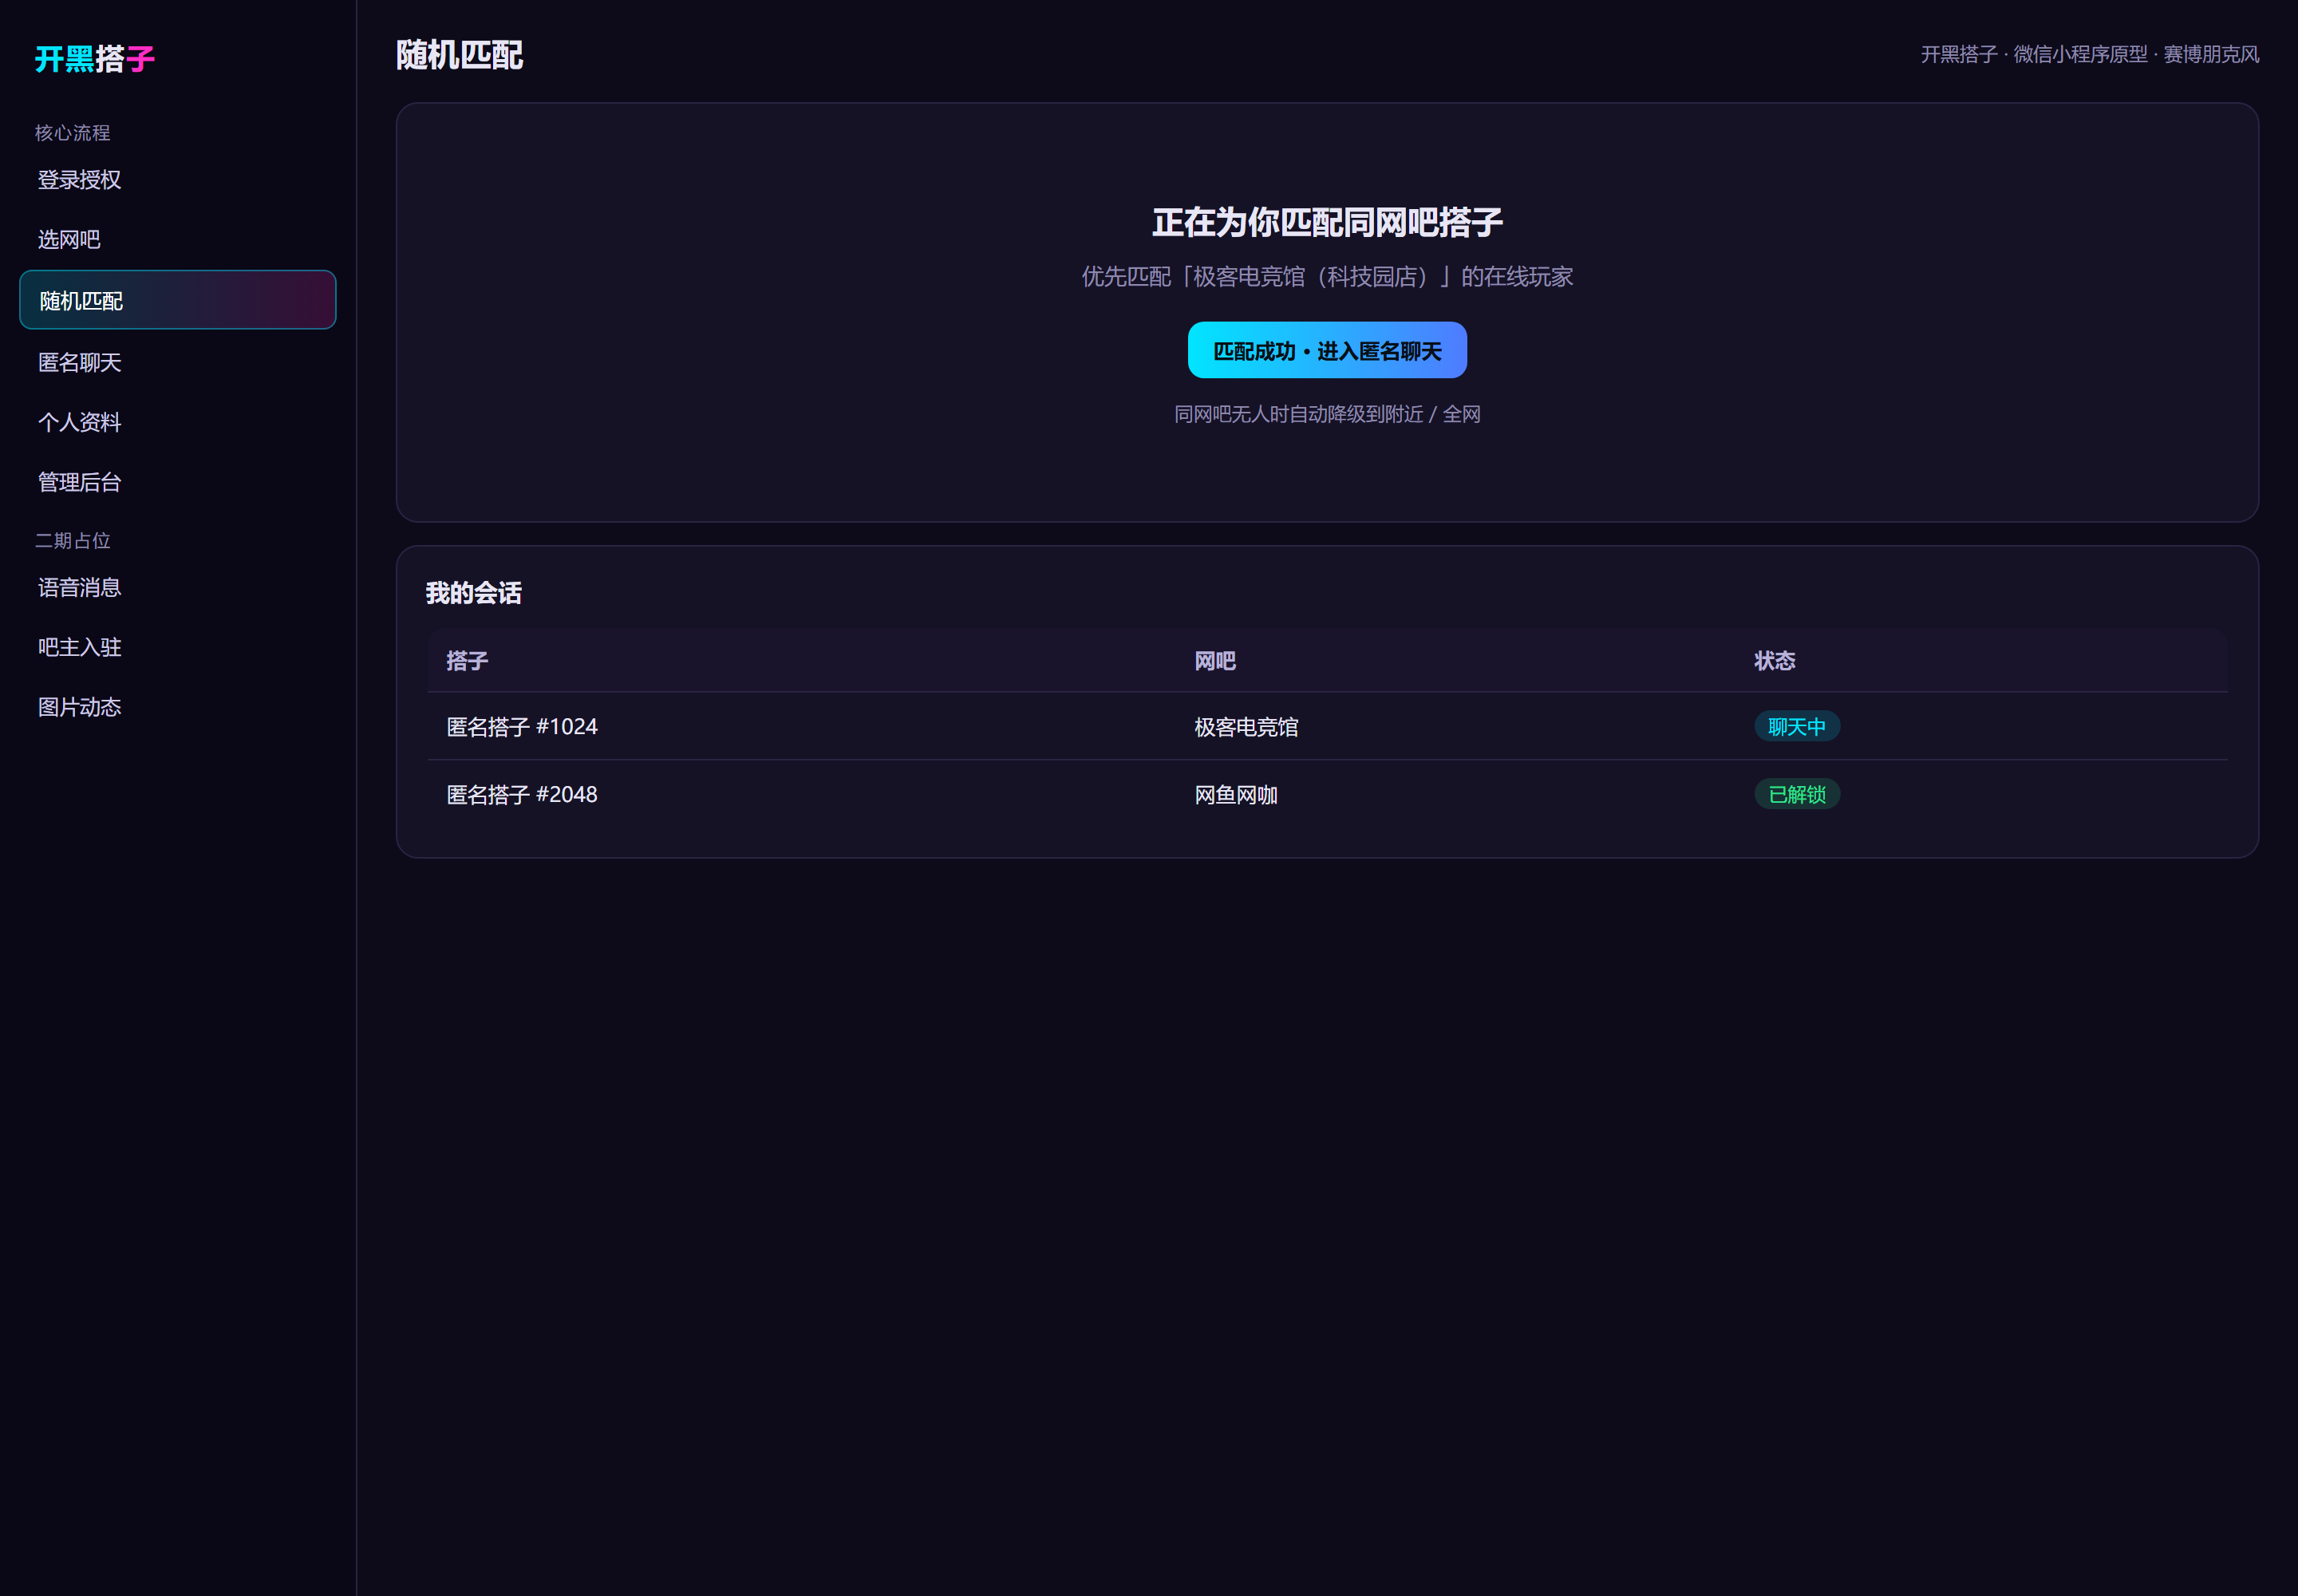 开黑搭子
核心流程
登录授权
选网吧
随机匹配
匿名聊天
个人资料
管理后台
二期占位
语音消息
吧主入驻
图片动态
随机匹配
开黑搭子 · 微信小程序原型 · 赛博朋克风
正在为你匹配同网吧搭子
优先匹配「极客电竞馆（科技园店）」的在线玩家
匹配成功 · 进入匿名聊天
同网吧无人时自动降级到附近 / 全网
我的会话
搭子 网吧 状态
匿名搭子 #1024 极客电竞馆 聊天中
匿名搭子 #2048 网鱼网咖 已解锁